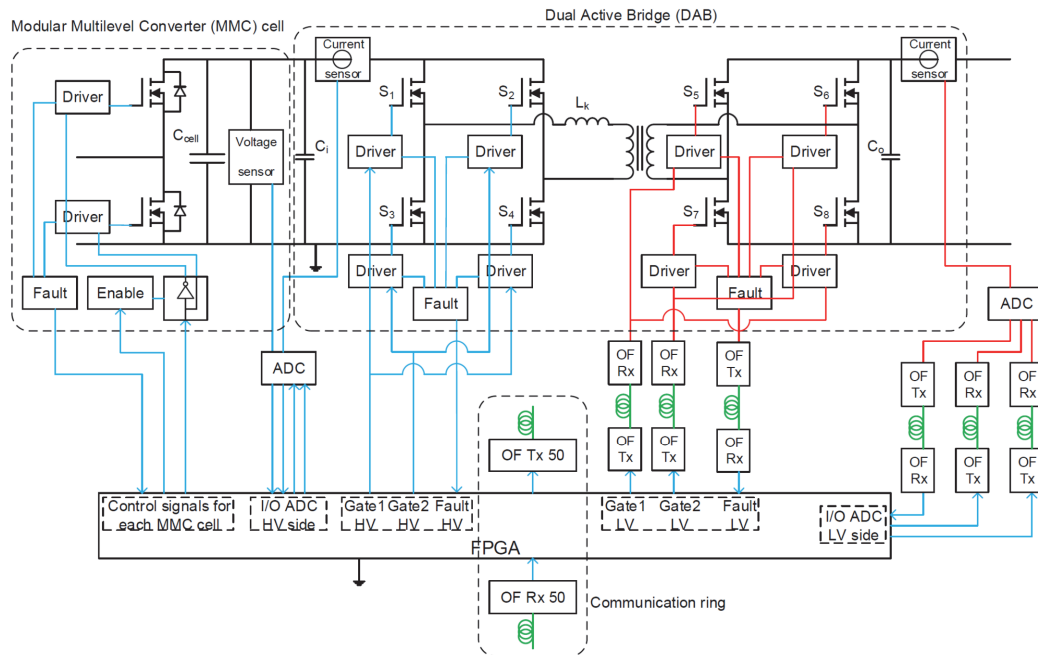 Modular Multilevel Converter (MMC) cell
Dual Active Bridge (DAB)
Current
sensor
Current
sensor
Driver
S1
S2
Lk
S5
S6
Ccell
Voltage
sensor
Ci
Driver
Driver
Driver
Driver
Co
Driver
S3
S4
S7
S8
Driver
Driver
Driver
Driver
Fault
Enable
Fault
Fault
ADC
ADC
OF
Rx
OF
Rx
OF
Tx
OF
Tx
OF
Rx
OF
Rx
OF Tx 50
OF
Tx
OF
Tx
OF
Rx
OF
Rx
OF
Tx
OF
Tx
Control signals for
each MMC cell
I/O ADC
HV side
Gate1
HV
Gate2
HV
Fault
HV
Gate1
LV
Gate2
LV
Fault
LV
I/O ADC
LV side
FPGA
OF Rx 50
Communication ring